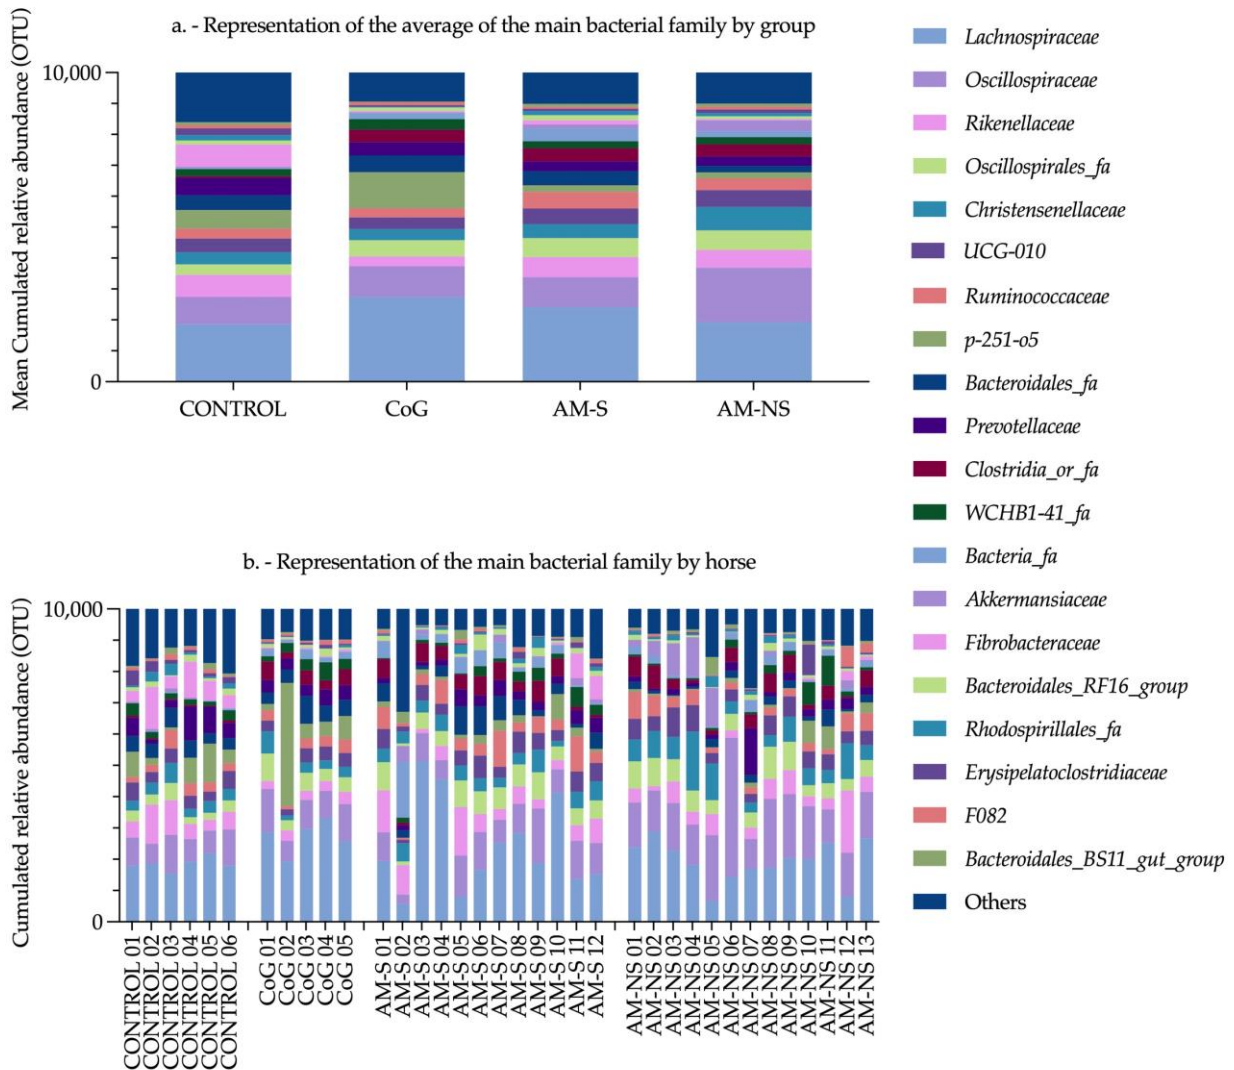 a. - Representation of the average of the main bacterial family by group
Mean Cumulated relative abundance (OTU)
10,000
0
CONTROL
CoG
AM-S
AM-NS
b. - Representation of the main bacterial family by horse
Cumulated relative abundance (OTU)
10,000
0
CONTROL 01
CONTROL 02
CONTROL 03
CONTROL 04
CONTROL 05
CONTROL 06
CoG 01
CoG 02
CoG 03
CoG 04
CoG 05
AM-S 01
AM-S 02
AM-S 03
AM-S 04
AM-S 05
AM-S 06
AM-S 07
AM-S 08
AM-S 09
AM-S 10
AM-S 11
AM-S 12
AM-NS 01
AM-NS 02
AM-NS 03
AM-NS 04
AM-NS 05
AM-NS 06
AM-NS 07
AM-NS 08
AM-NS 09
AM-NS 10
AM-NS 11
AM-NS 12
AM-NS 13
Lachnospiraceae
Oscillospiraceae
Rikenellaceae
Oscillospirales_fa
Christensenellaceae
UCG-010
Ruminococcaceae
p-251-o5
Bacteroidales_fa
Prevotellaceae
Clostridia_or_fa
WCHB1-41_fa
Bacteria_fa
Akkermansiaceae
Fibrobacteraceae
Bacteroidales_RF16_group
Rhodospirillales_fa
Erysipelatoclostridiaceae
F082
Bacteroidales_BS11_gut_group
Others